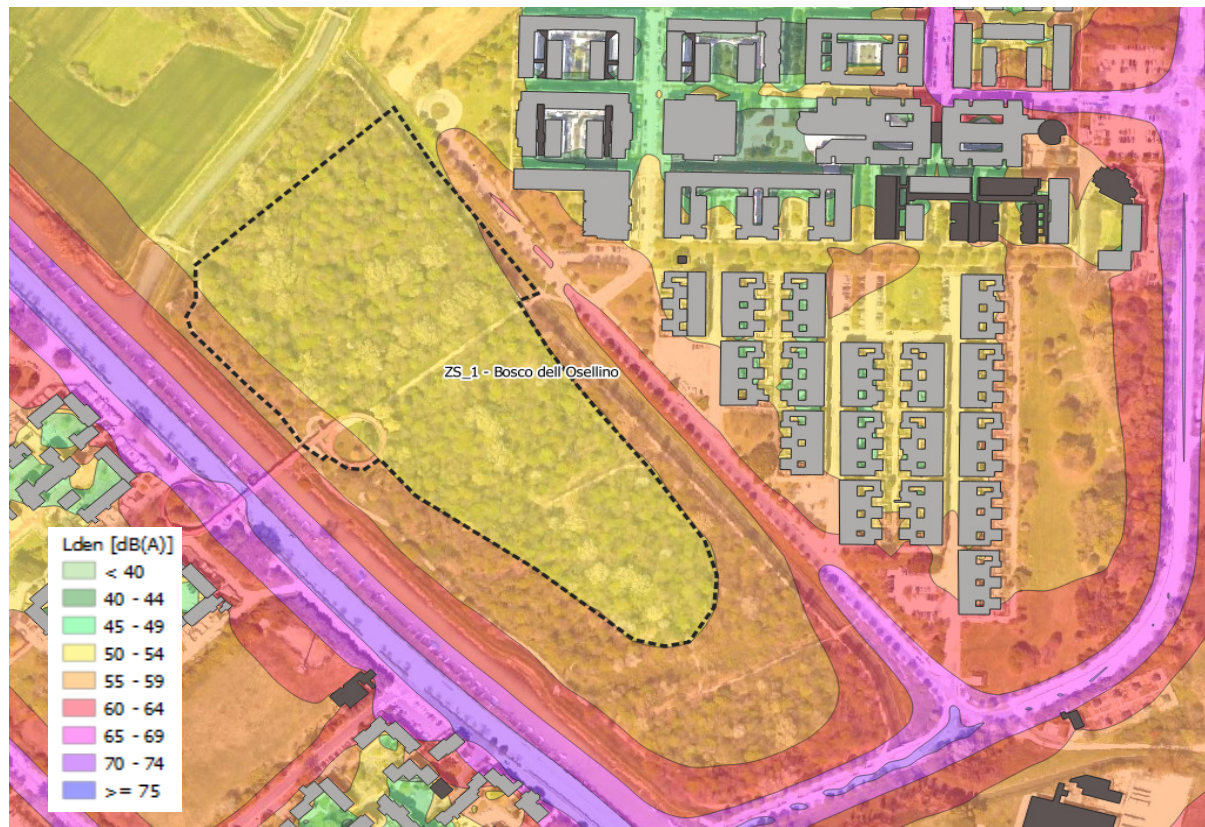 ZS_1 - Bosco dell Osellino
Lden [dB(A)]
< 40
40 - 44
45 - 49
50 - 54
55 - 59
60 - 64
65 - 69
70 - 74
>= 75